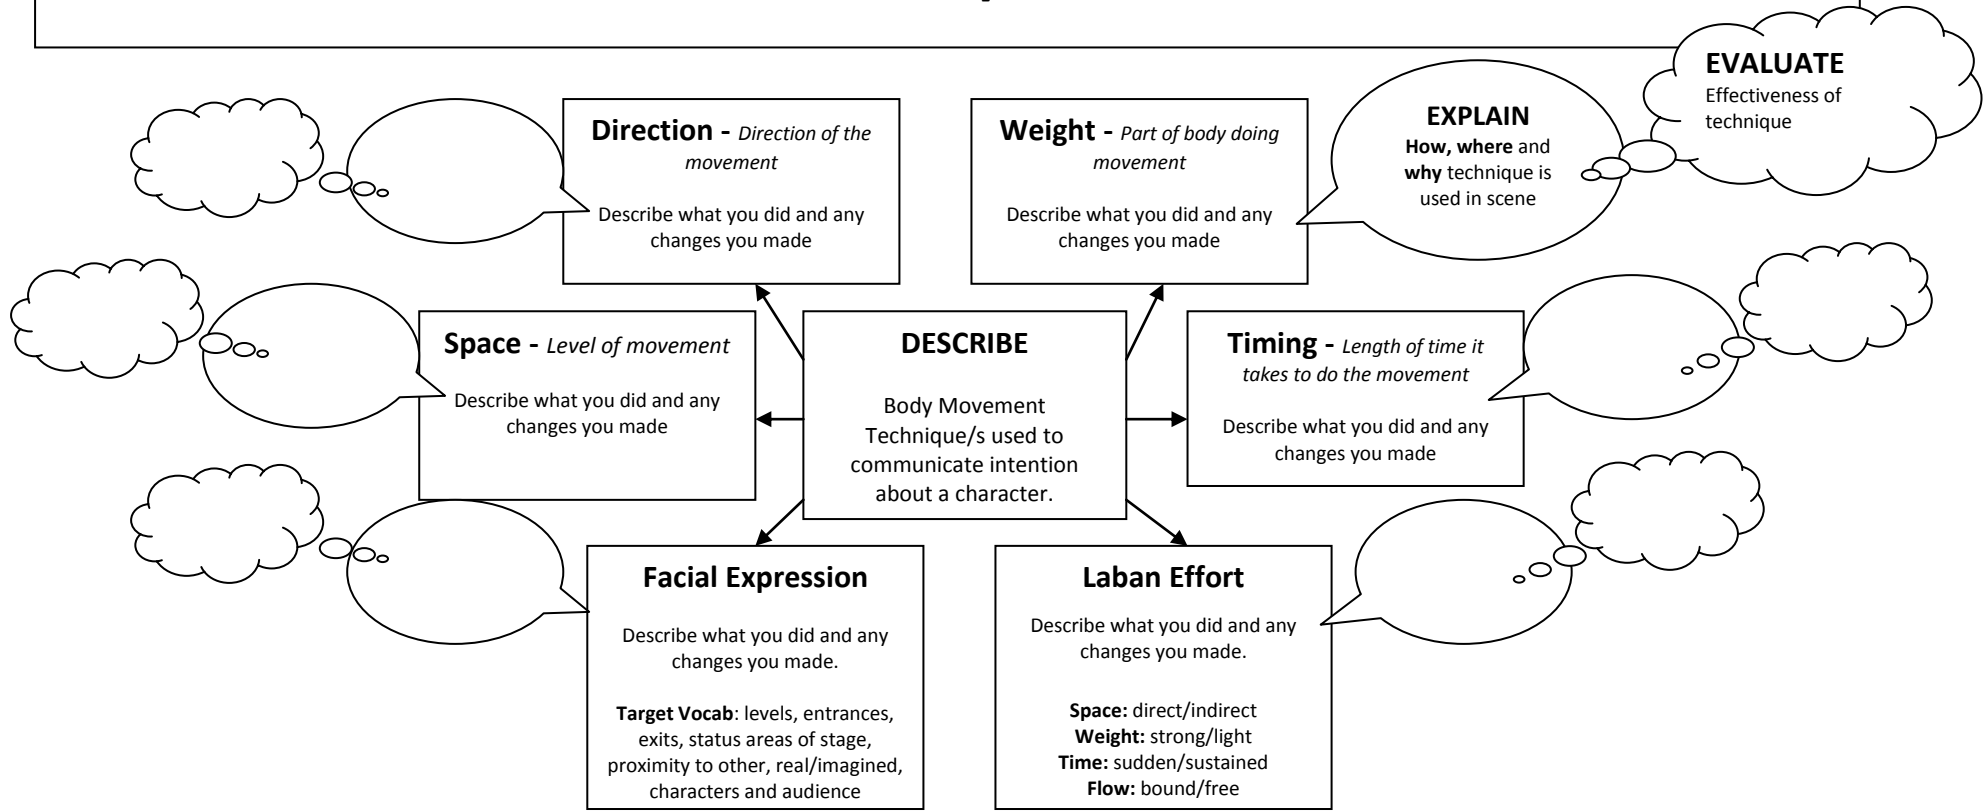 EVALUATE
Effectiveness of
technique
Direction - Direction of the
movement
Describe what you did and any
changes you made
Weight - Part of body doing
movement
Describe what you did and any
changes you made
EXPLAIN
How, where and
why technique is
used in scene
Space - Level of movement
Describe what you did and any
changes you made
DESCRIBE
Body Movement
Technique/s used to
communicate intention
about a character.
Timing - Length of time it
takes to do the movement
Describe what you did and any
changes you made
Facial Expression
Describe what you did and any
changes you made.
Target Vocab: levels, entrances,
exits, status areas of stage,
proximity to other, real/imagined,
characters and audience
Laban Effort
Describe what you did and any
changes you made.
Space: direct/indirect
Weight: strong/light
Time: sudden/sustained
Flow: bound/free